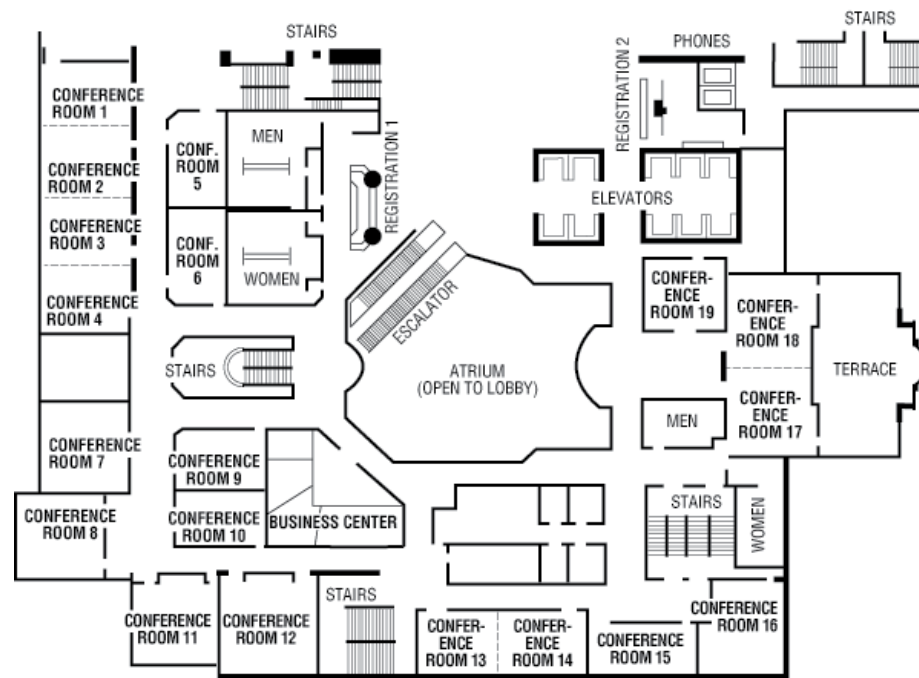 STAIRS
STAIRS
PHONES
REGISTRATION 2
CONFERENCE
ROOM 1
MEN
CONF.
ROOM
5
REGISTRATION 1
CONFERENCE
ROOM 2
ELEVATORS
CONFERENCE
ROOM 3
CONF.
ROOM
6
WOMEN
CONFERENCE
ROOM 4
ESCALATOR
CONFER-
ENCE
ROOM 19
CONFER-
ENCE
ROOM 18
STAIRS
ATRIUM
(OPEN TO LOBBY)
TERRACE
CONFER-
ENCE
ROOM 17
MEN
CONFERENCE
ROOM 7
CONFERENCE
ROOM 9
STAIRS
CONFERENCE
ROOM 8
CONFERENCE
ROOM 10
BUSINESS CENTER
WOMEN
STAIRS
CONFERENCE
ROOM 11
CONFERENCE
ROOM 12
CONFER-
ENCE
ROOM 13
CONFER-
ENCE
ROOM 14
CONFERENCE
ROOM 15
CONFERENCE
ROOM 16